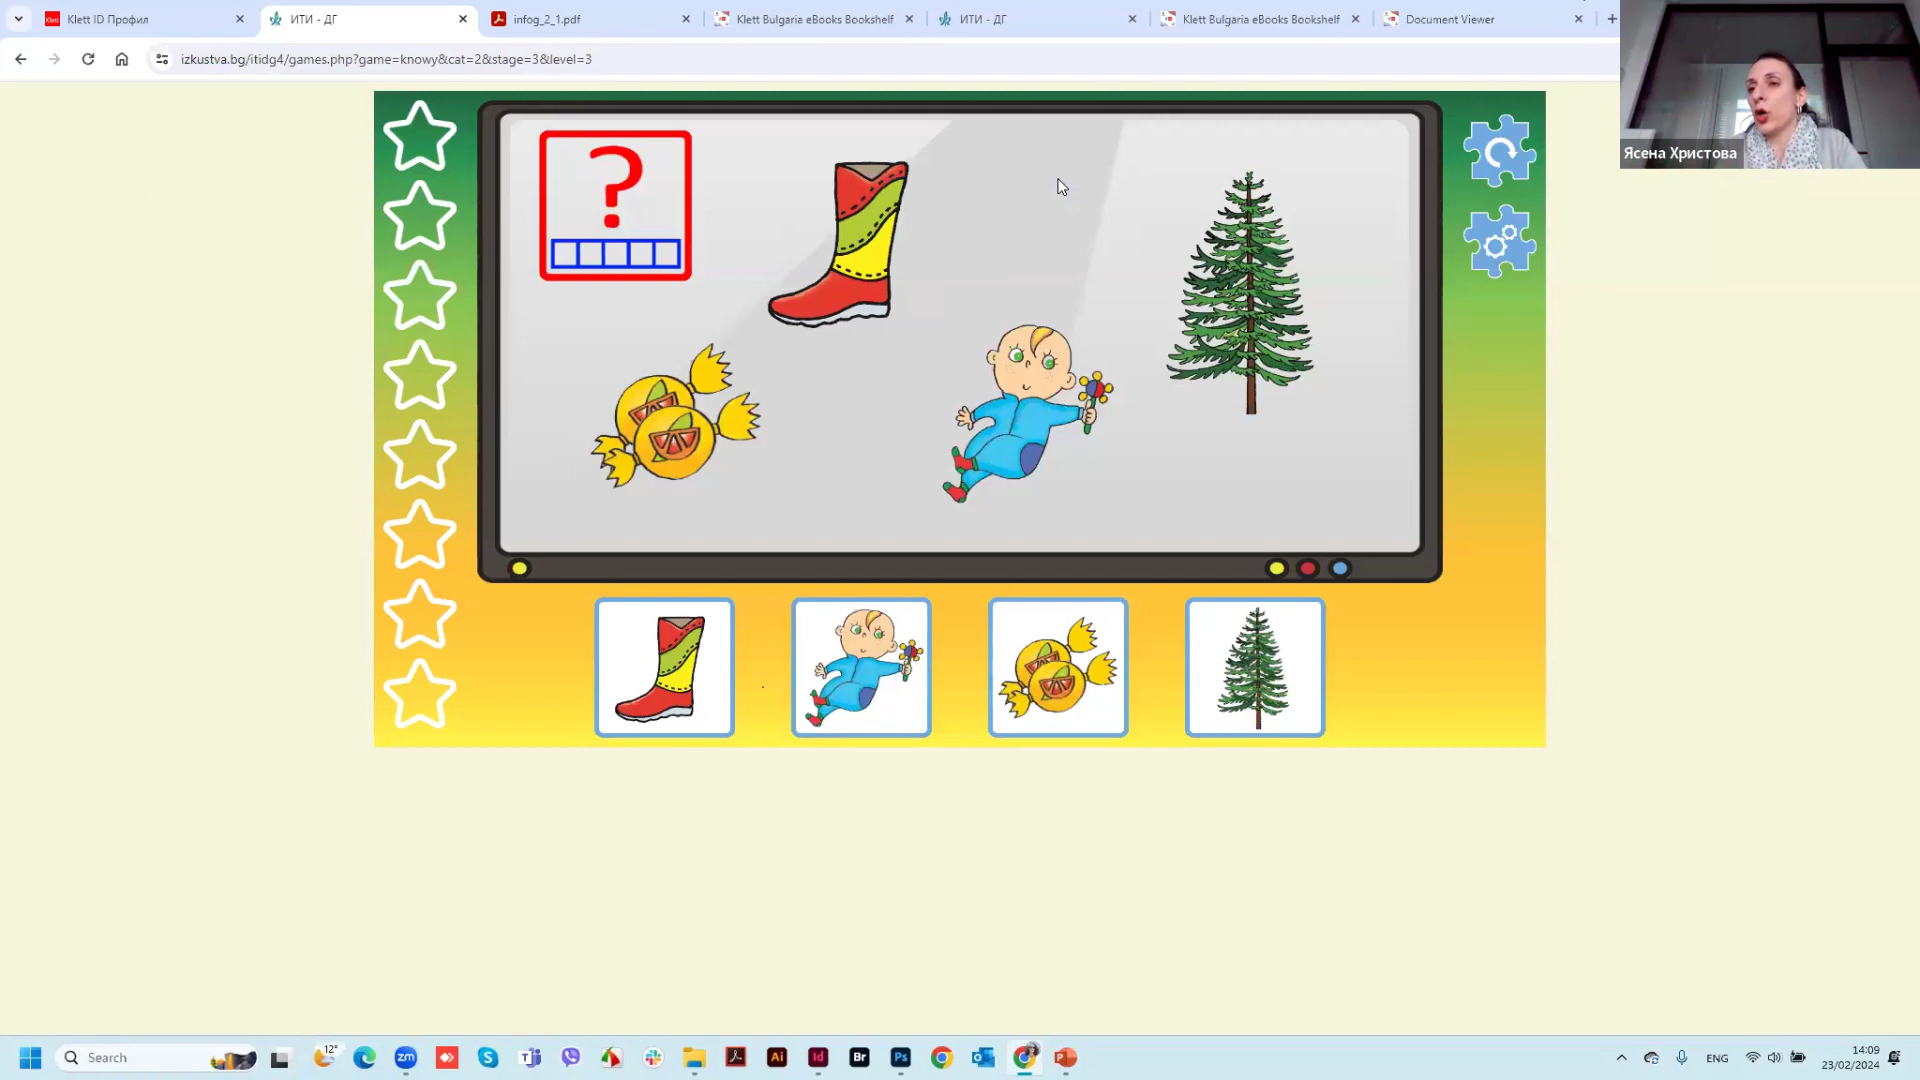 Klett ID Профил
ИТИ - ДГ
infog_2_1.pdf
Klett Bulgaria eBooks Bookshelf
ИТИ - ДГ
Klett Bulgaria eBooks Bookshelf
Document Viewer
izkustva.bg/itidg4/games.php?game=knowy&cat=2&stage=3&level=3
Ясена Христова
?
Search
12°
ENG
14:09
23/02/2024